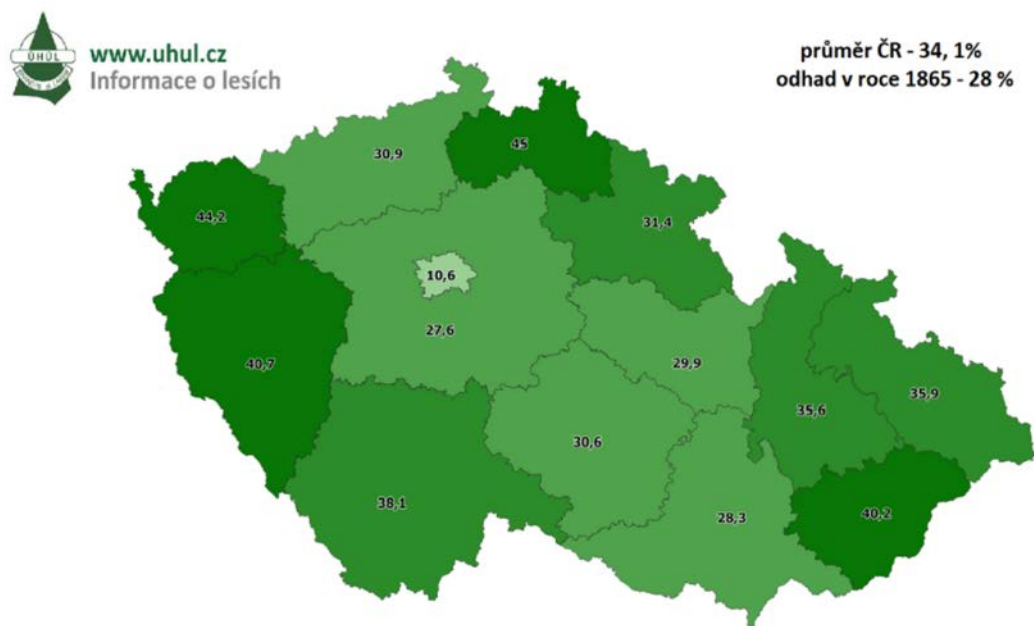 ÚHÚL
www.uhul.cz
Informace o lesích
průměr ČR - 34, 1%
odhad v roce 1865 - 28 %
45
30,9
44,2
31,4
10,6
27,6
29,9
40,7
35,9
35,6
30,6
38,1
28,3
40,2